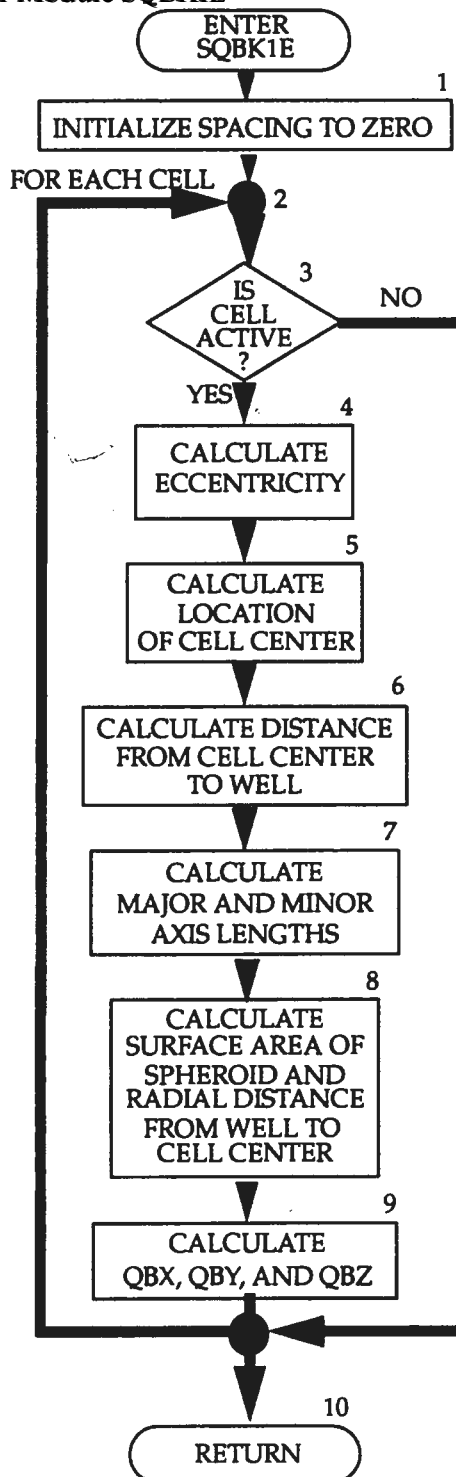 ENTER
SQBK1E
1
INITIALIZE SPACING TO ZERO
FOR EACH CELL
2
3
IS
CELL
ACTIVE
?
NO
YES
4
CALCULATE
ECCENTRICITY
5
CALCULATE
LOCATION
OF CELL CENTER
6
CALCULATE DISTANCE
FROM CELL CENTER
TO WELL
7
CALCULATE
MAJOR AND MINOR
AXIS LENGTHS
8
CALCULATE
SURFACE AREA OF
SPHEROID AND
RADIAL DISTANCE
FROM WELL TO
CELL CENTER
9
CALCULATE
QBX, QBY, AND QBZ
10
RETURN